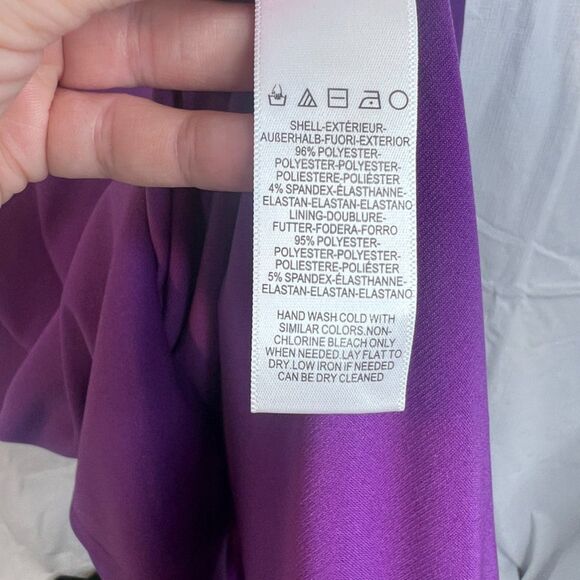 SHELL-EXTÉRIEUR-
AUßERHALB-FUORI-EXTERIOR
96% POLYESTER-
POLYESTER-POLYESTER-
POLIESTERE-POLIÉSTER
4% SPANDEX-ÉLASTHANNE-
ELASTAN-ELASTAN-ELASTANO
LINING-DOUBLURE-
FUTTER-FODERA-FORRO
95% POLYESTER-
POLYESTER-POLYESTER-
POLIESTERE-POLIÉSTER
5% SPANDEX-ÉLASTHANNE-
ELASTAN-ELASTAN-ELASTANO
HAND WASH COLD WITH
SIMILAR COLORS.NON-
CHLORINE BLEACH ONLY
WHEN NEEDED.LAY FLAT TO
DRY.LOW IRON IF NEEDED
CAN BE DRY CLEANED